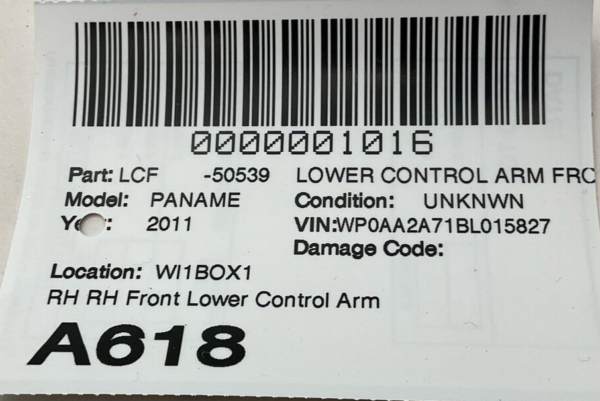 0000001016
Part: LCF -50539 LOWER CONTROL ARM FRO
Model: PANAME Condition: UNKNWN
Ye r: 2011 VIN:WP0AA2A71BL015827
Damage Code:
Location: WI1BOX1
RH RH Front Lower Control Arm
A618